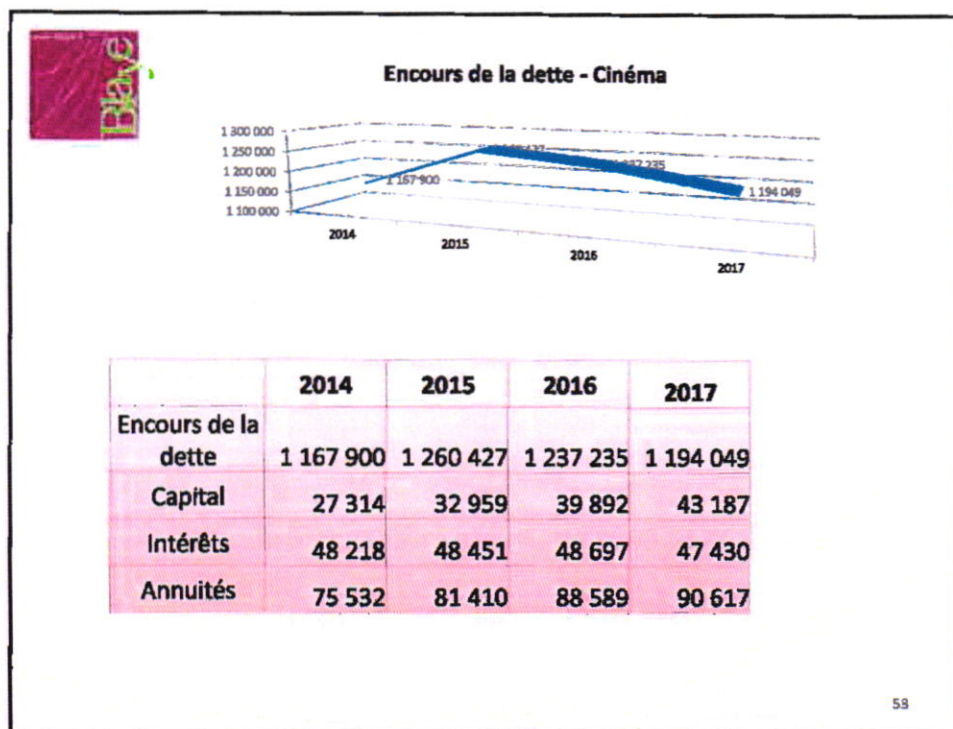 Blaye
Encours de la dette - Cinéma
1 300 000
1 250 000
1 200 000
1 150 000
1 100 000
1 167 900
1 194 049
2014
2015
2016
2017
2014 2015 2016 2017
Encours de la
dette 1 167 900 1 260 427 1 237 235 1 194 049
Capital 27 314 32 959 39 892 43 187
Intérêts 48 218 48 451 48 697 47 430
Annuités 75 532 81 410 88 589 90 617
53